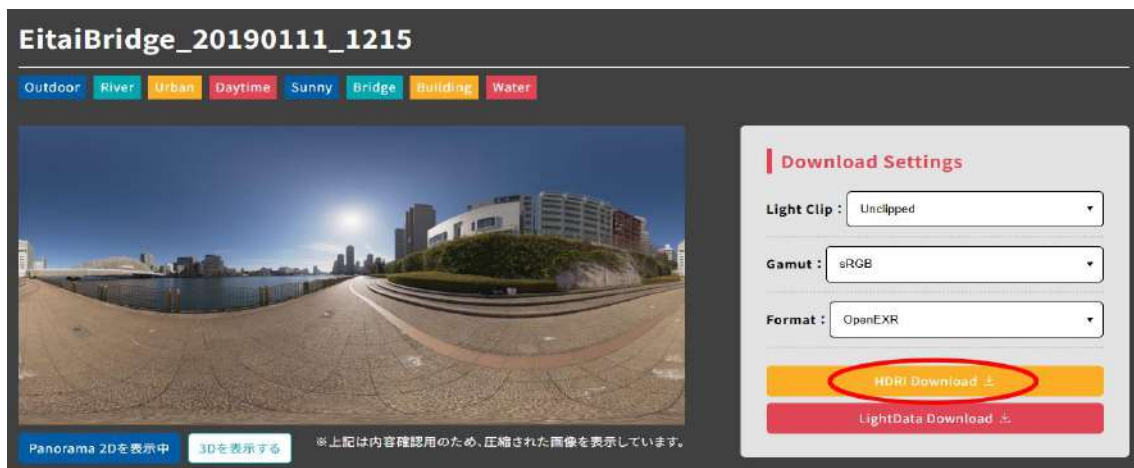 EitaiBridge_20190111_1215
Outdoor River Urban Daytime Sunny Bridge Building Water
Download Settings
Light Clip： Unclipped
Gamut： sRGB
Format： OpenEXR
HDRI Download
LightData Download
Panorama 2Dを表示中 3Dを表示する ※上記は内容確認用のため、圧縮された画像を表示しています。